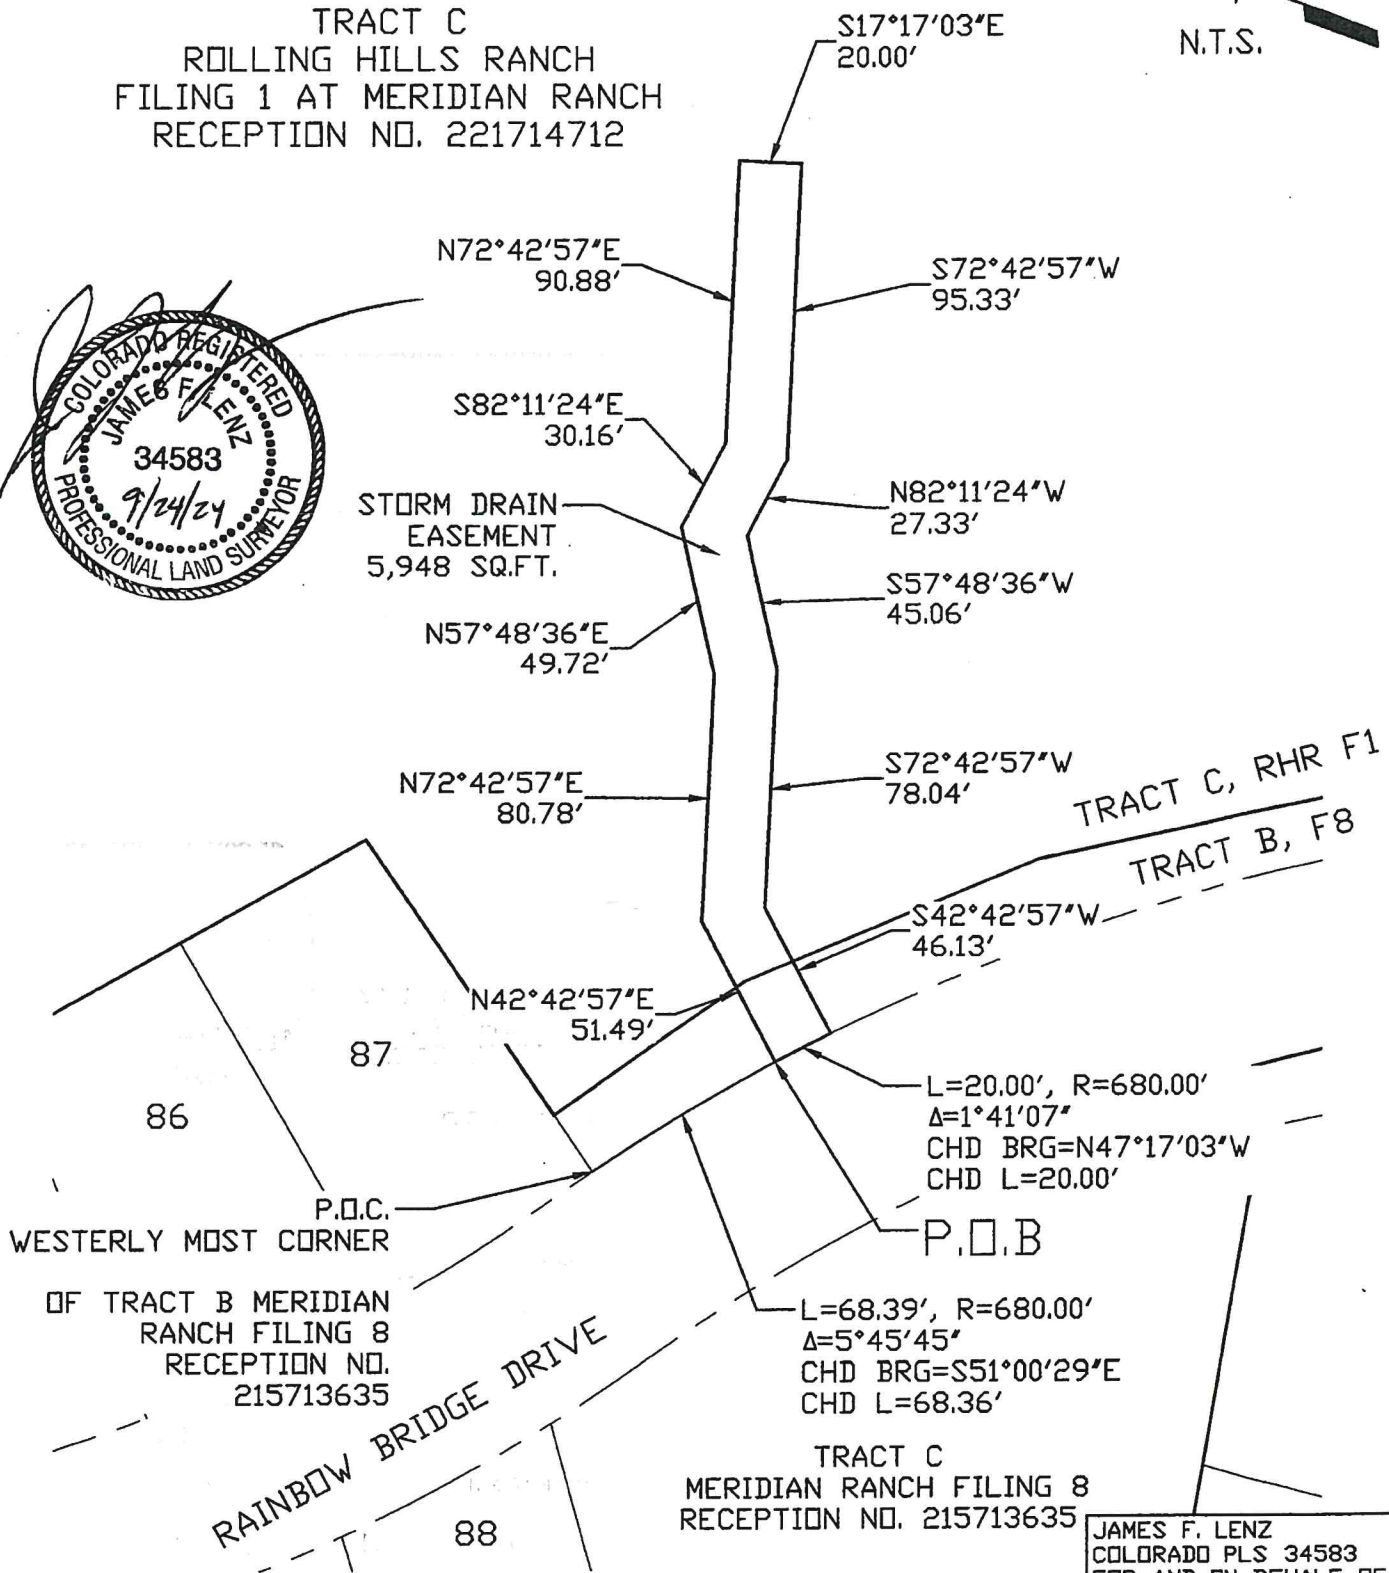 TRACT C
ROLLING HILLS RANCH
FILING 1 AT MERIDIAN RANCH
RECEPTION NO. 221714712
S17°17'03"E
20.00'
N.T.S.
N72°42'57"E
90.88'
S72°42'57"W
95.33'
COLORADO REGISTERED
JAMES F. LENZ
34583
9/24/24
PROFESSIONAL LAND SURVEYOR
S82°11'24"E
30.16'
N82°11'24"W
27.33'
STORM DRAIN
EASEMENT
5,948 SQ.FT.
S57°48'36"W
45.06'
N57°48'36"E
49.72'
N72°42'57"E
80.78'
S72°42'57"W
78.04'
TRACT C, RHR F1
TRACT B, F8
S42°42'57"W
46.13'
N42°42'57"E
51.49'
87
86
L=20.00', R=680.00'
Δ=1°41'07"
CHD BRG=N47°17'03"W
CHD L=20.00'
P.O.C.
WESTERLY MOST CORNER
OF TRACT B MERIDIAN
RANCH FILING 8
RECEPTION NO.
215713635
P.O.B
L=68.39', R=680.00'
Δ=5°45'45"
CHD BRG=S51°00'29"E
CHD L=68.36'
RAINBOW BRIDGE DRIVE
TRACT C
MERIDIAN RANCH FILING 8
RECEPTION NO. 215713635
88
JAMES F. LENZ
COLORADO PLS 34583
FOR AND ON BEHALF OF